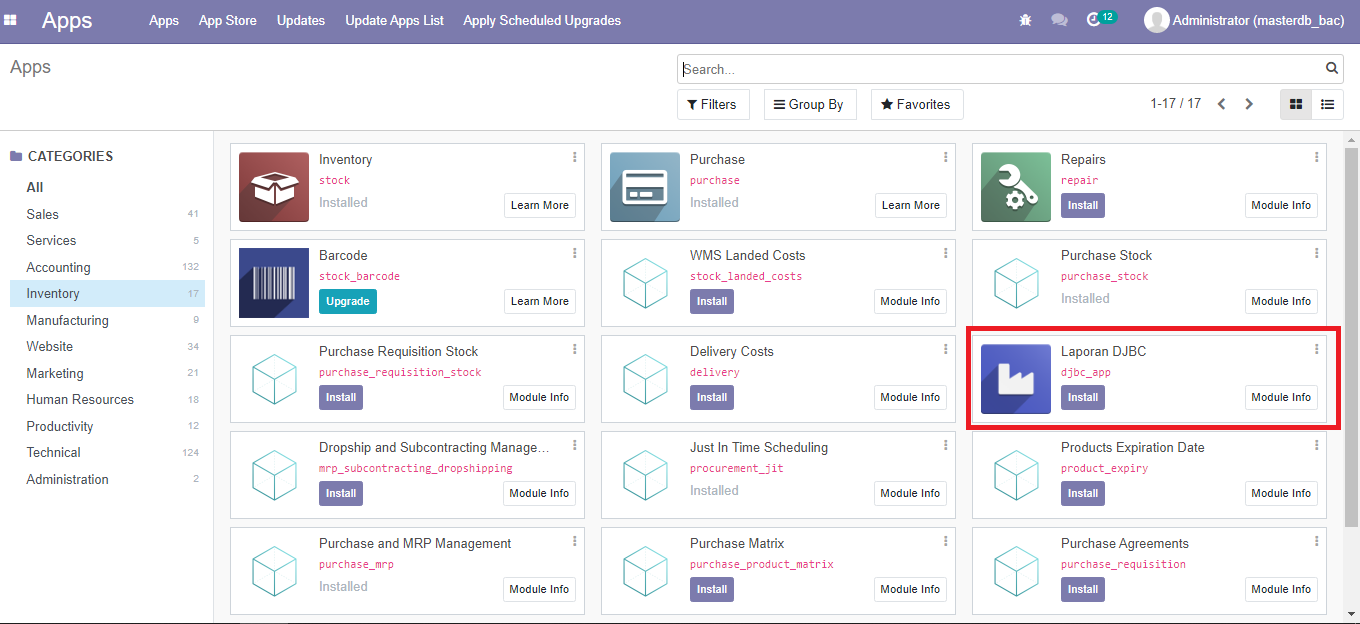 Apps Apps App Store Updates Update Apps List Apply Scheduled Upgrades 12 Administrator (masterdb_bac)
Apps
Search...
Filters Group By Favorites 1-17 / 17
CATEGORIES
All
Sales 41
Services 5
Accounting 132
Inventory 17
Manufacturing 9
Website 34
Marketing 21
Human Resources 18
Productivity 12
Technical 124
Administration 2
Inventory
stock
Installed
Learn More
Purchase
purchase
Installed
Learn More
Repairs
repair
Install
Module Info
Barcode
stock_barcode
Upgrade
Learn More
WMS Landed Costs
stock_landed_costs
Install
Module Info
Purchase Stock
purchase_stock
Installed
Module Info
Purchase Requisition Stock
purchase_requisition_stock
Install
Module Info
Delivery Costs
delivery
Install
Module Info
Laporan DJBC
djbc_app
Install
Module Info
Dropship and Subcontracting Manage...
mrp_subcontracting_dropshipping
Install
Module Info
Just In Time Scheduling
procurement_jit
Installed
Module Info
Products Expiration Date
product_expiry
Install
Module Info
Purchase and MRP Management
purchase_mrp
Installed
Module Info
Purchase Matrix
purchase_product_matrix
Install
Module Info
Purchase Agreements
purchase_requisition
Install
Module Info